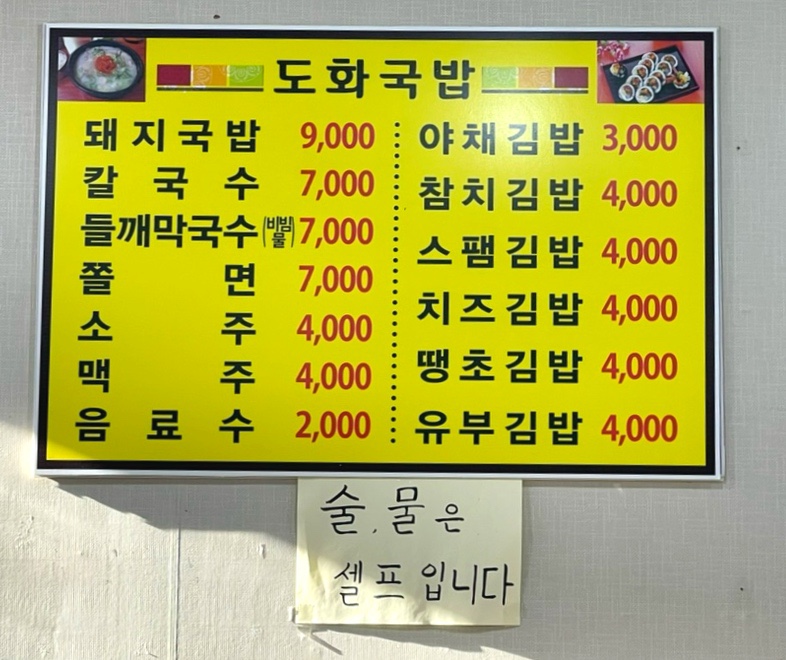 도화국밥
돼지국밥 9,000
칼국수 7,000
들깨막국수(비빔 물) 7,000
쫄면 7,000
소주 4,000
맥주 4,000
음료수 2,000
야채김밥 3,000
참치김밥 4,000
스팸김밥 4,000
치즈김밥 4,000
땡초김밥 4,000
유부김밥 4,000
술, 물은
셀프입니다